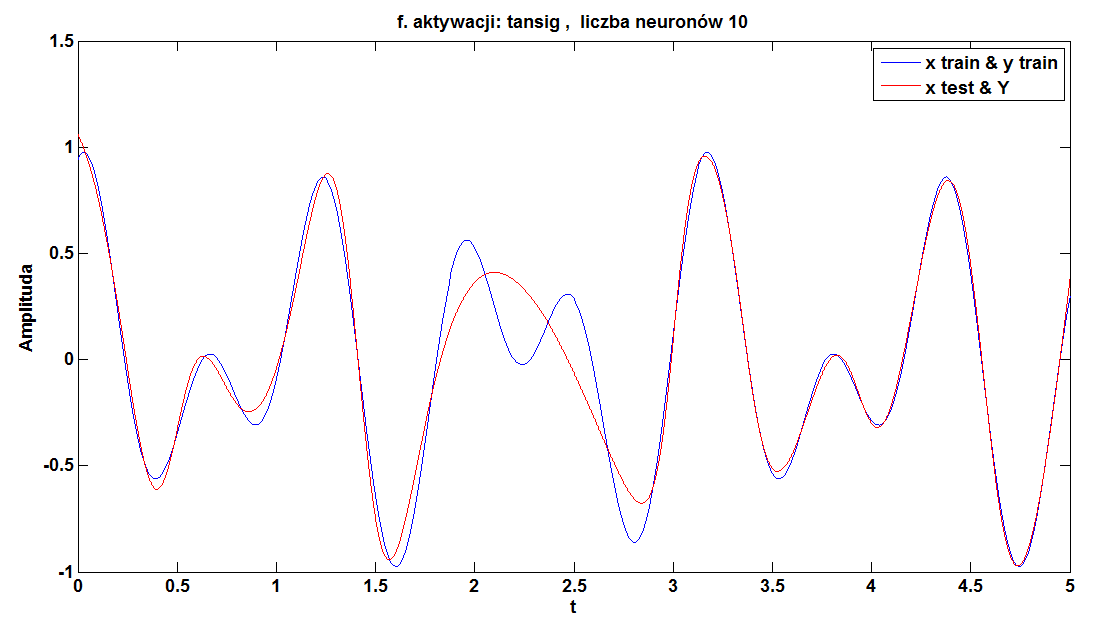 f. aktywacji: tansig , liczba neuronów 10
x train & y train
x test & Y
1.5
1
0.5
0
-0.5
-1
Amplituda
0 0.5 1 1.5 2 2.5 3 3.5 4 4.5 5
t